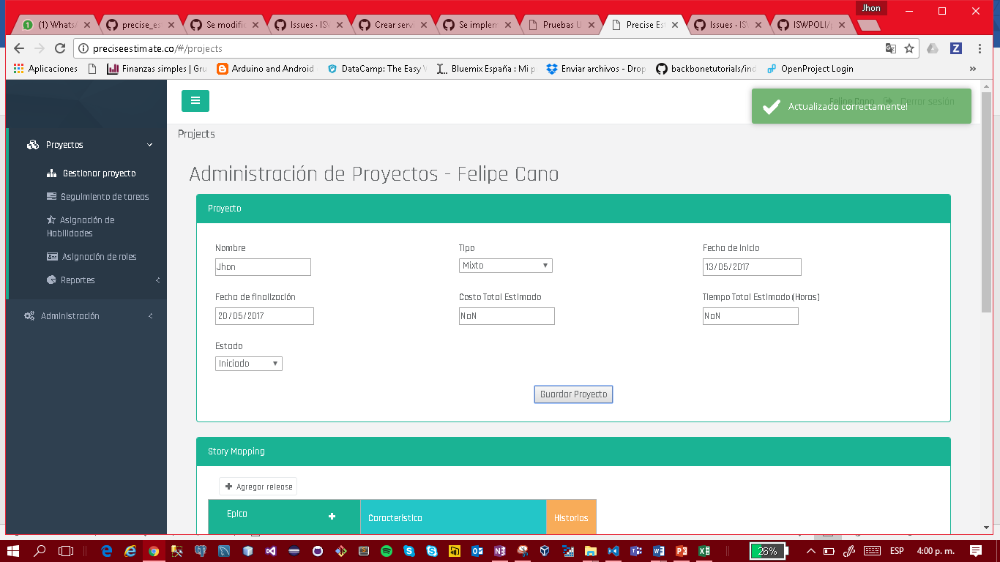 Jhon
(1) Whats
precise_es
Se modific
Issues · ISW
Crear servi
Se implem
Pruebas U
Precise Est
Issues · ISW
ISWPOLI/p
preciseestimate.co/#/projects
Aplicaciones
Finanzas simples | Gru
Arduino and Android
DataCamp: The Easy
Bluemix España : Mi p
Enviar archivos - Drop
backbonetutorials/ind
OpenProject Login
»
Felipe Cano
Cerrar sesión
Actualizado correctamente!
Proyectos
Gestionar proyecto
Seguimiento de tareas
Asignación de
Habilidades
Asignación de roles
Reportes
Administración
Projects
Administración de Proyectos - Felipe Cano
Proyecto
Nombre
Tipo
Fecha de inicio
Jhon
Mixto
13/05/2017
Fecha de finalización
Costo Total Estimado
Tiempo Total Estimado (Horas)
20/05/2017
NaN
NaN
Estado
Iniciado
Guardar Proyecto
Story Mapping
Agregar release
Epica
Característica
Historias
26%
ESP
4:00 p. m.